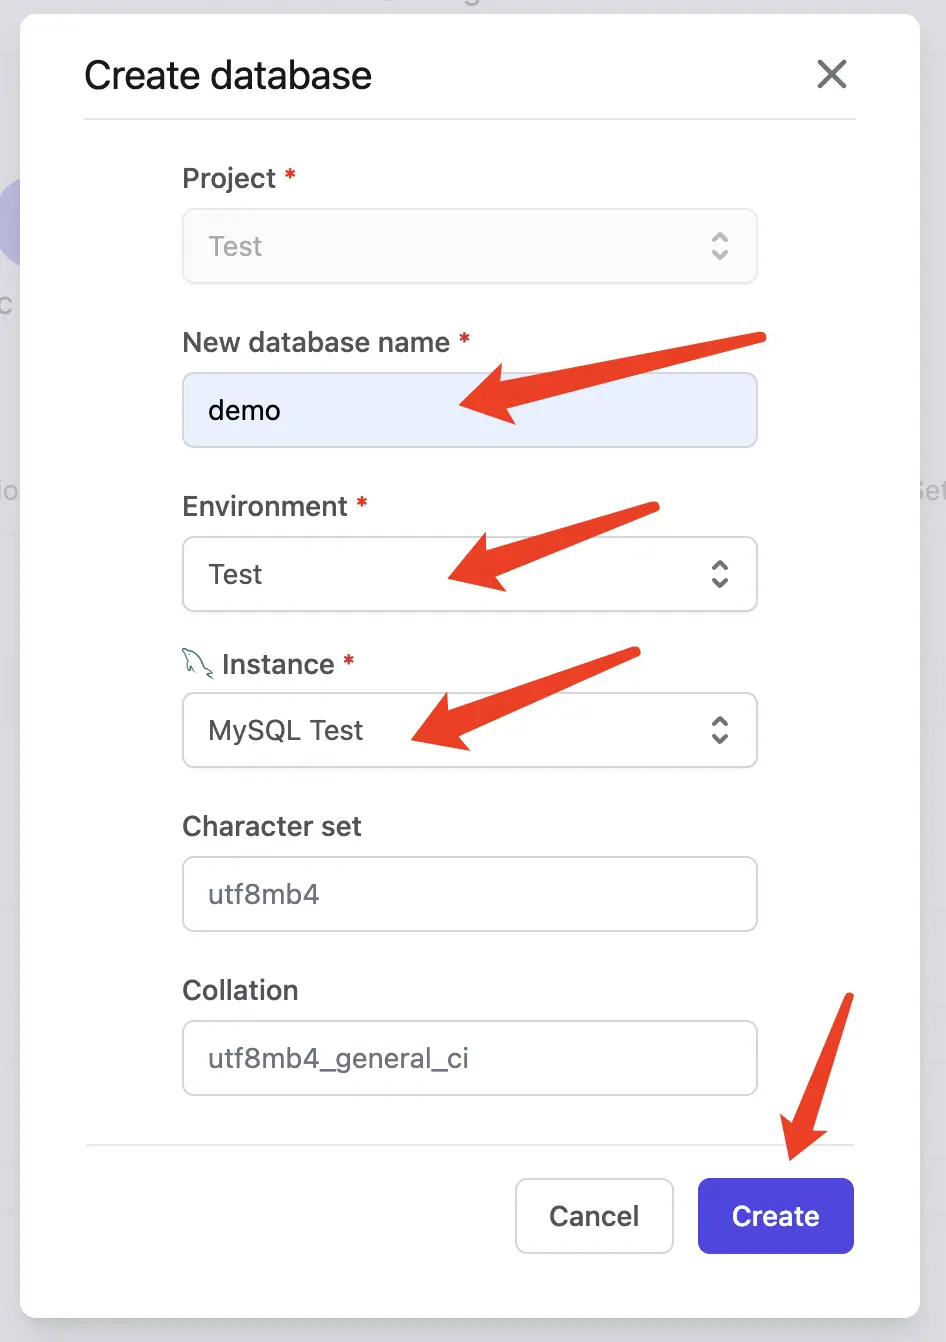 Create database
Project *
Test
New database name *
demo
Environment *
Test
Instance *
MySQL Test
Character set
utf8mb4
Collation
utf8mb4_general_ci
Cancel
Create